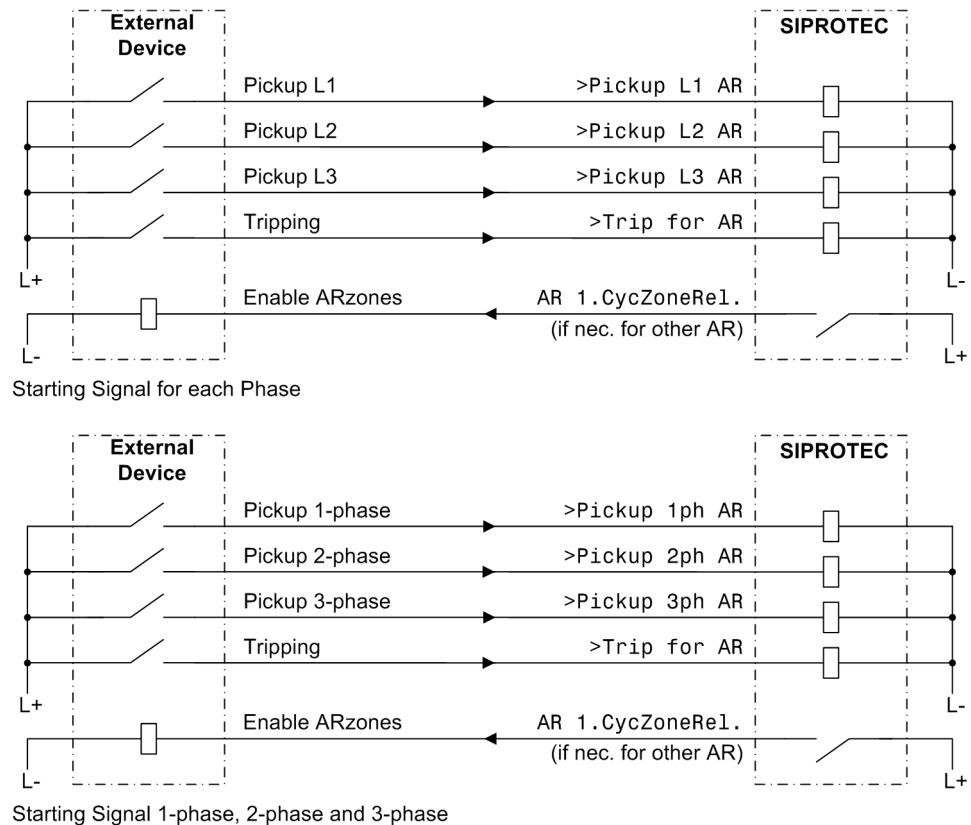 External
Device
SIPROTEC
Pickup L1 >Pickup L1 AR
Pickup L2 >Pickup L2 AR
Pickup L3 >Pickup L3 AR
Tripping >Trip for AR
L+ L-
Enable ARzones AR 1.CycZoneRel.
(if nec. for other AR)
L- L+
Starting Signal for each Phase
External
Device
SIPROTEC
Pickup 1-phase >Pickup 1ph AR
Pickup 2-phase >Pickup 2ph AR
Pickup 3-phase >Pickup 3ph AR
Tripping >Trip for AR
L+ L-
Enable ARzones AR 1.CycZoneRel.
(if nec. for other AR)
L- L+
Starting Signal 1-phase, 2-phase and 3-phase